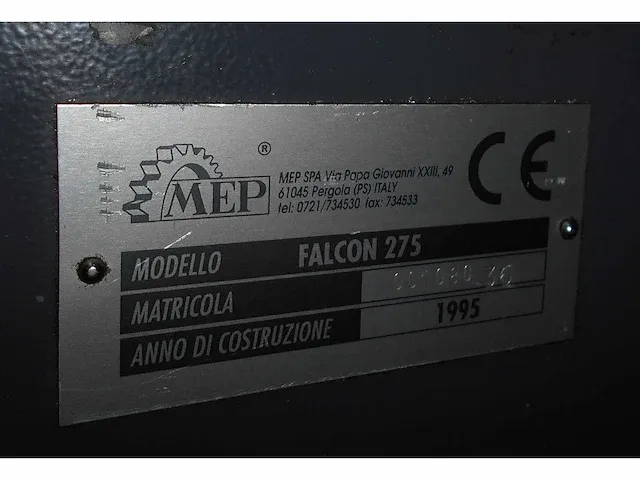 MEP ®
MEP SPA Via Papa Giovanni XXIII, 49
61045 Pergola (PS) ITALY
tel: 0721/734530 fax: 734533
CE
MODELLO FALCON 275
MATRICOLA
ANNO DI COSTRUZIONE 1995